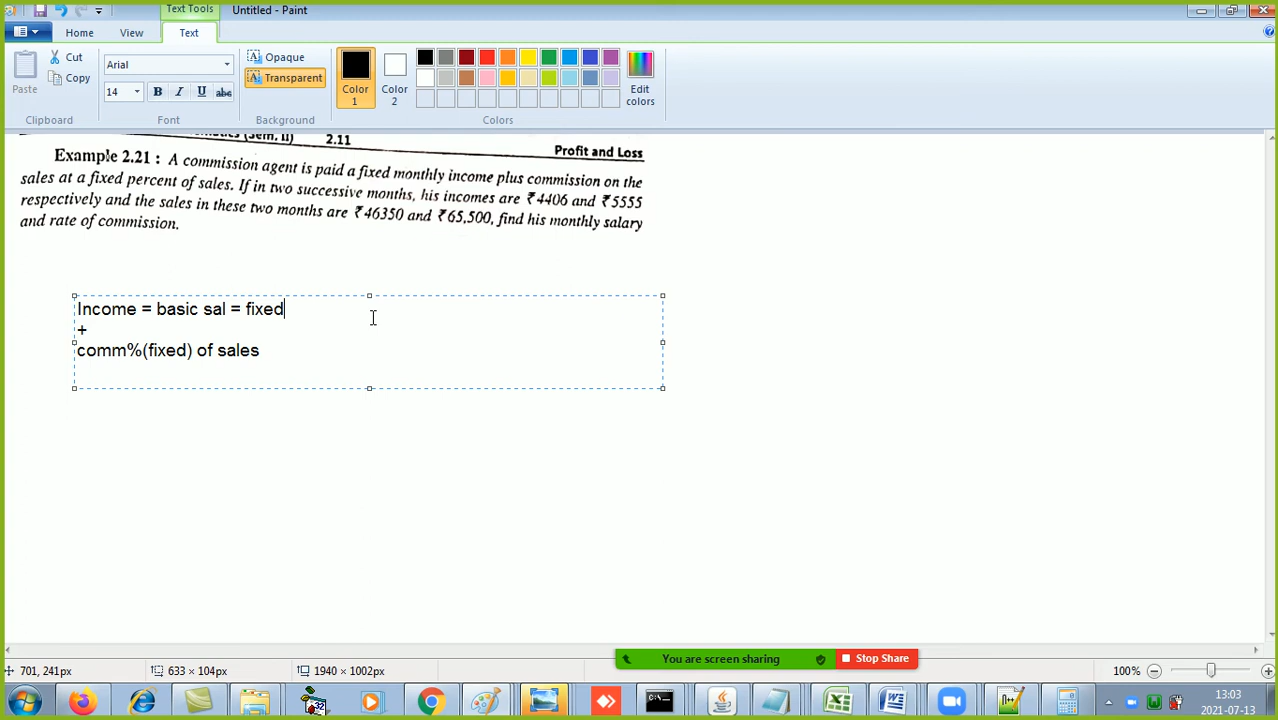 Text Tools
Untitled - Paint
Home
View
Text
Paste
Cut
Copy
Clipboard
Arial
14
B I U abc
Font
Opaque
Transparent
Background
Color 1
Color 2
Edit colors
Colors
(Sem, II) 2.11 Profit and Loss
Example 2.21 : A commission agent is paid a fixed monthly income plus commission on the
sales at a fixed percent of sales. If in two successive months, his incomes are ₹4406 and ₹5555
respectively and the sales in these two months are ₹46350 and ₹65,500, find his monthly salary
and rate of commission.
Income = basic sal = fixed
+
comm%(fixed) of sales
You are screen sharing
Stop Share
701, 241px
633 × 104px
1940 × 1002px
100%
32
C:\
13:03
2021-07-13